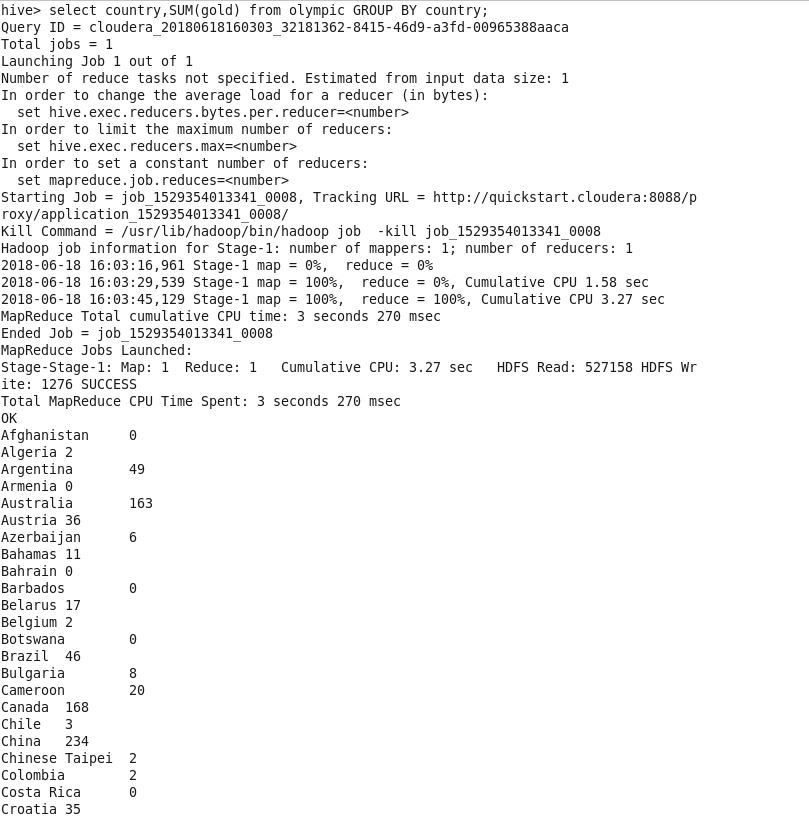 hive> select country,SUM(gold) from olympic GROUP BY country;
Query ID = cloudera_20180618160303_32181362-8415-46d9-a3fd-00965388aaca
Total jobs = 1
Launching Job 1 out of 1
Number of reduce tasks not specified. Estimated from input data size: 1
In order to change the average load for a reducer (in bytes):
  set hive.exec.reducers.bytes.per.reducer=<number>
In order to limit the maximum number of reducers:
  set hive.exec.reducers.max=<number>
In order to set a constant number of reducers:
  set mapreduce.job.reduces=<number>
Starting Job = job_1529354013341_0008, Tracking URL = http://quickstart.cloudera:8088/p
roxy/application_1529354013341_0008/
Kill Command = /usr/lib/hadoop/bin/hadoop job  -kill job_1529354013341_0008
Hadoop job information for Stage-1: number of mappers: 1; number of reducers: 1
2018-06-18 16:03:16,961 Stage-1 map = 0%,  reduce = 0%
2018-06-18 16:03:29,539 Stage-1 map = 100%,  reduce = 0%, Cumulative CPU 1.58 sec
2018-06-18 16:03:45,129 Stage-1 map = 100%,  reduce = 100%, Cumulative CPU 3.27 sec
MapReduce Total cumulative CPU time: 3 seconds 270 msec
Ended Job = job_1529354013341_0008
MapReduce Jobs Launched:
Stage-Stage-1: Map: 1  Reduce: 1   Cumulative CPU: 3.27 sec   HDFS Read: 527158 HDFS Wr
ite: 1276 SUCCESS
Total MapReduce CPU Time Spent: 3 seconds 270 msec
OK
Afghanistan     0
Algeria 2
Argentina       49
Armenia 0
Australia       163
Austria 36
Azerbaijan      6
Bahamas 11
Bahrain 0
Barbados        0
Belarus 17
Belgium 2
Botswana        0
Brazil  46
Bulgaria        8
Cameroon        20
Canada  168
Chile   3
China   234
Chinese Taipei  2
Colombia        2
Costa Rica      0
Croatia 35